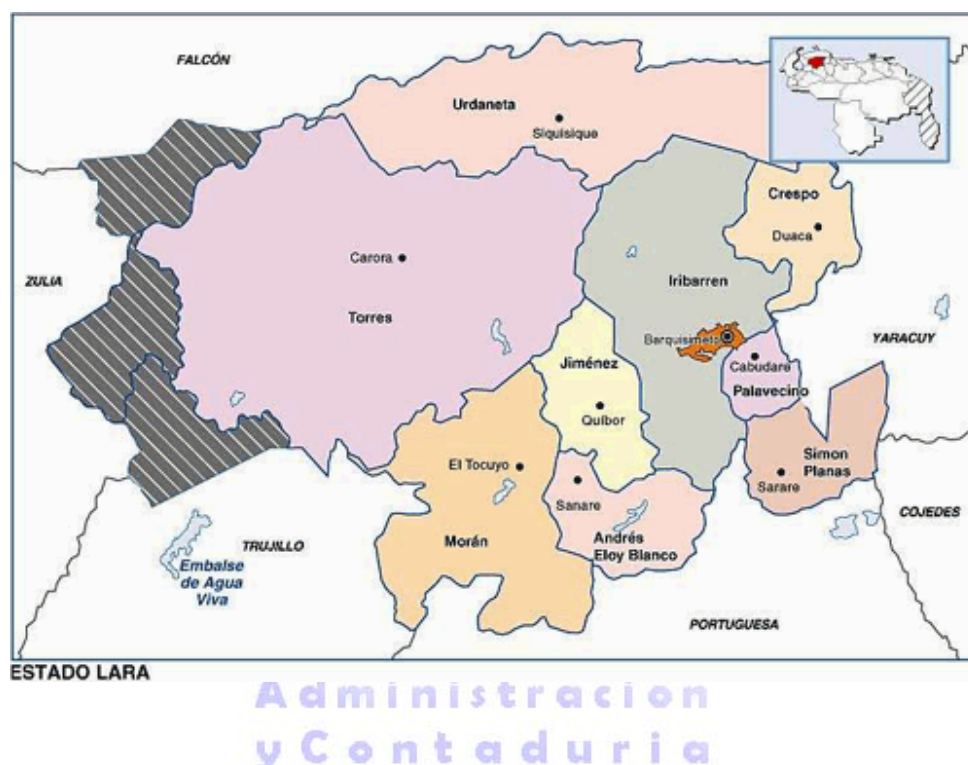 FALCÓN
Urdaneta
Siquisique
Crespo
Duaca
Carora
ZULIA
Iribarren
Torres
YARACUY
Barquisimeto
Jiménez
Cabudare
Palavecino
Quíbor
Simon
Planas
El Tocuyo
Sarare
Sanare
COJEDES
Andrés
Eloy Blanco
Morán
TRUJILLO
Embalse
de Agua
Viva
PORTUGUESA
ESTADO LARA
Administracion
y Contaduria